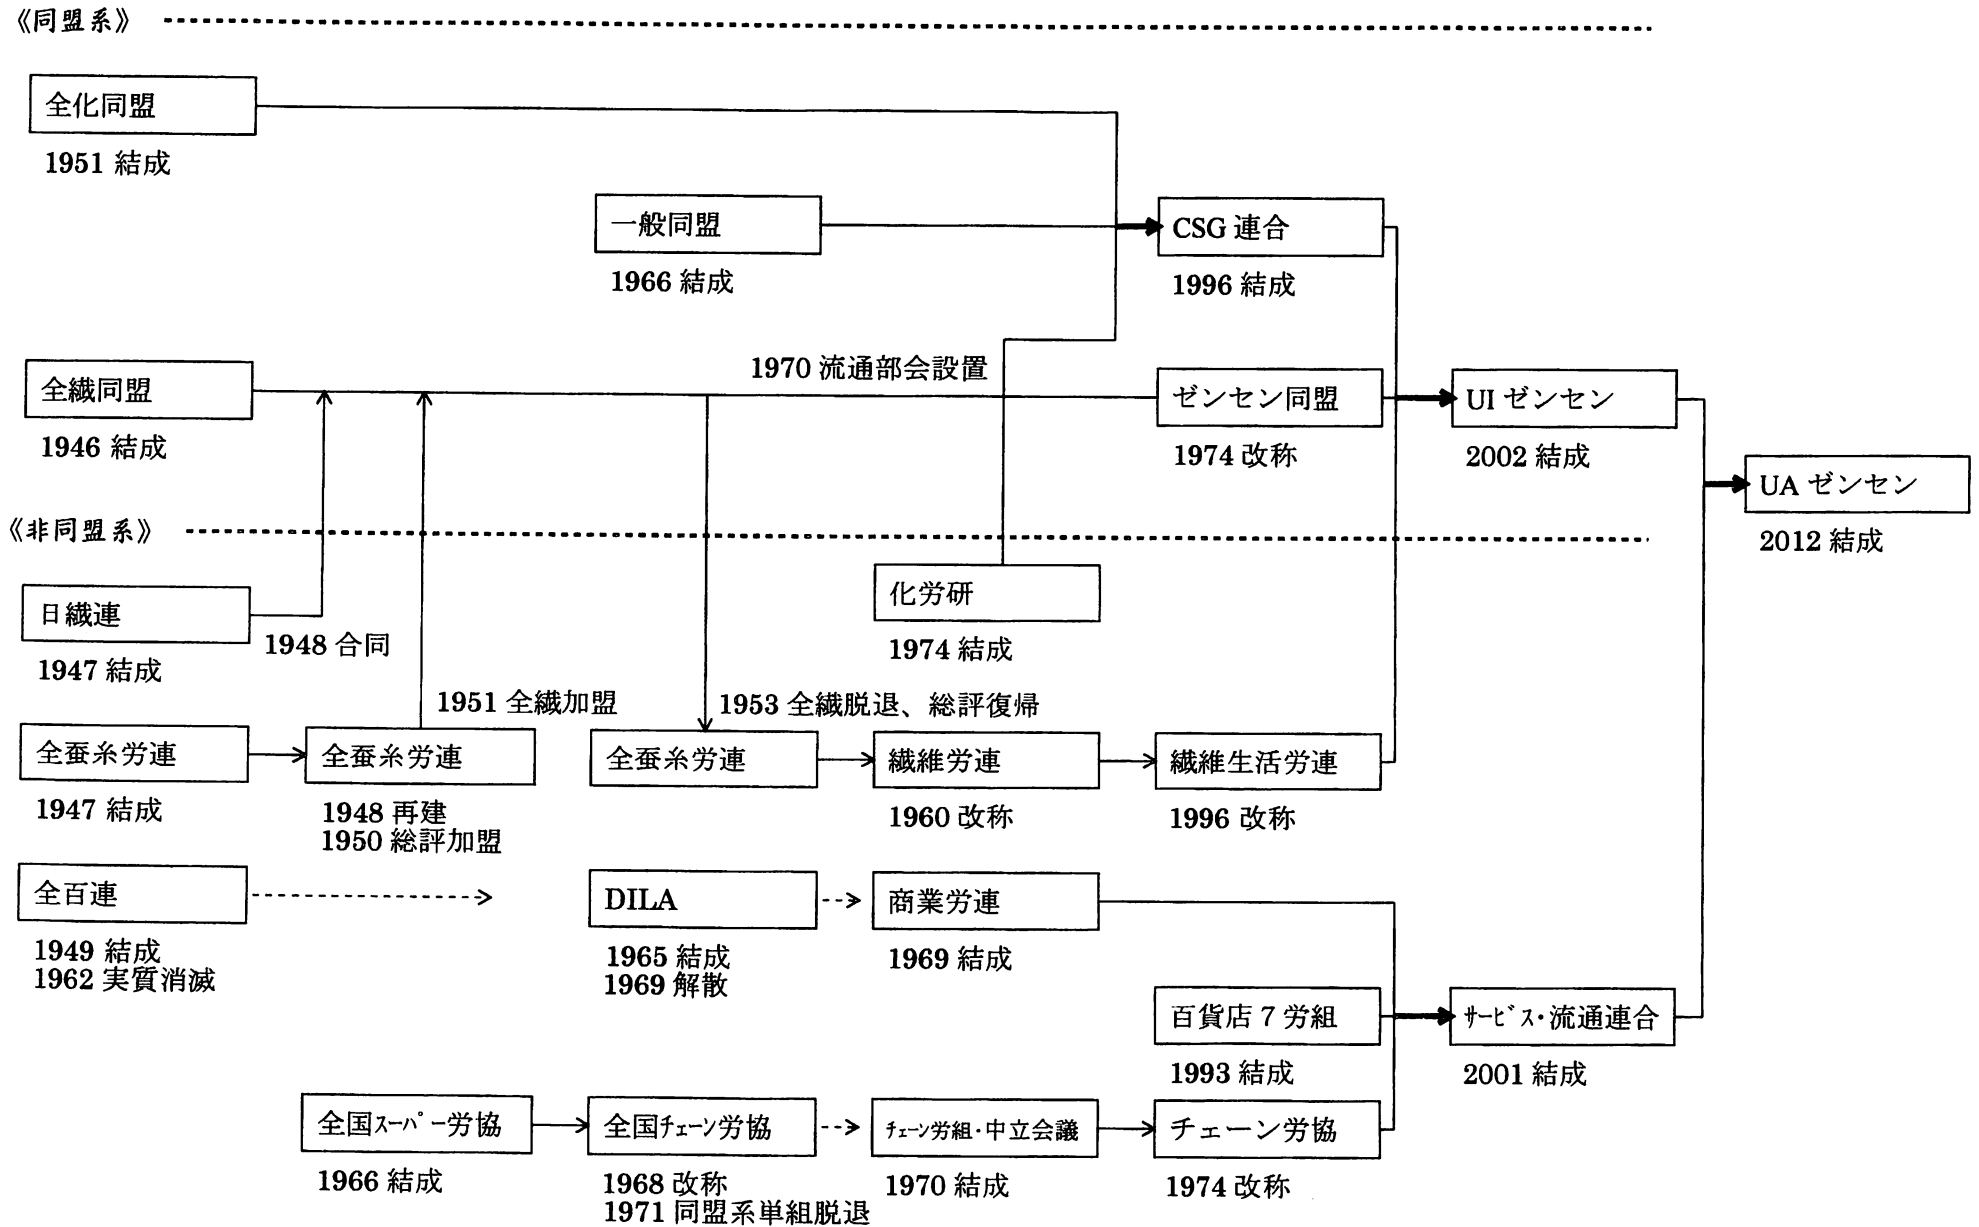 《同盟系》
全化同盟
1951 結成
一般同盟
1966 結成
CSG 連合
1996 結成
全繊同盟
1946 結成
1970 流通部会設置
ゼンセン同盟
1974 改称
UI ゼンセン
2002 結成
UA ゼンセン
2012 結成
《非同盟系》
日繊連
1947 結成
1948 合同
化労研
1974 結成
1951 全繊加盟
1953 全繊脱退、総評復帰
全蚕糸労連
1947 結成
全蚕糸労連
1948 再建
1950 総評加盟
全蚕糸労連
繊維労連
1960 改称
繊維生活労連
1996 改称
全百連
1949 結成
1962 実質消滅
DILA
1965 結成
1969 解散
商業労連
1969 結成
百貨店７労組
1993 結成
ｻｰﾋﾞｽ･流通連合
2001 結成
全国ｽｰﾊﾟｰ労協
1966 結成
全国ﾁｪｰﾝ労協
1968 改称
1971 同盟系単組脱退
ﾁｪｰﾝ労組･中立会議
1970 結成
チェーン労協
1974 改称